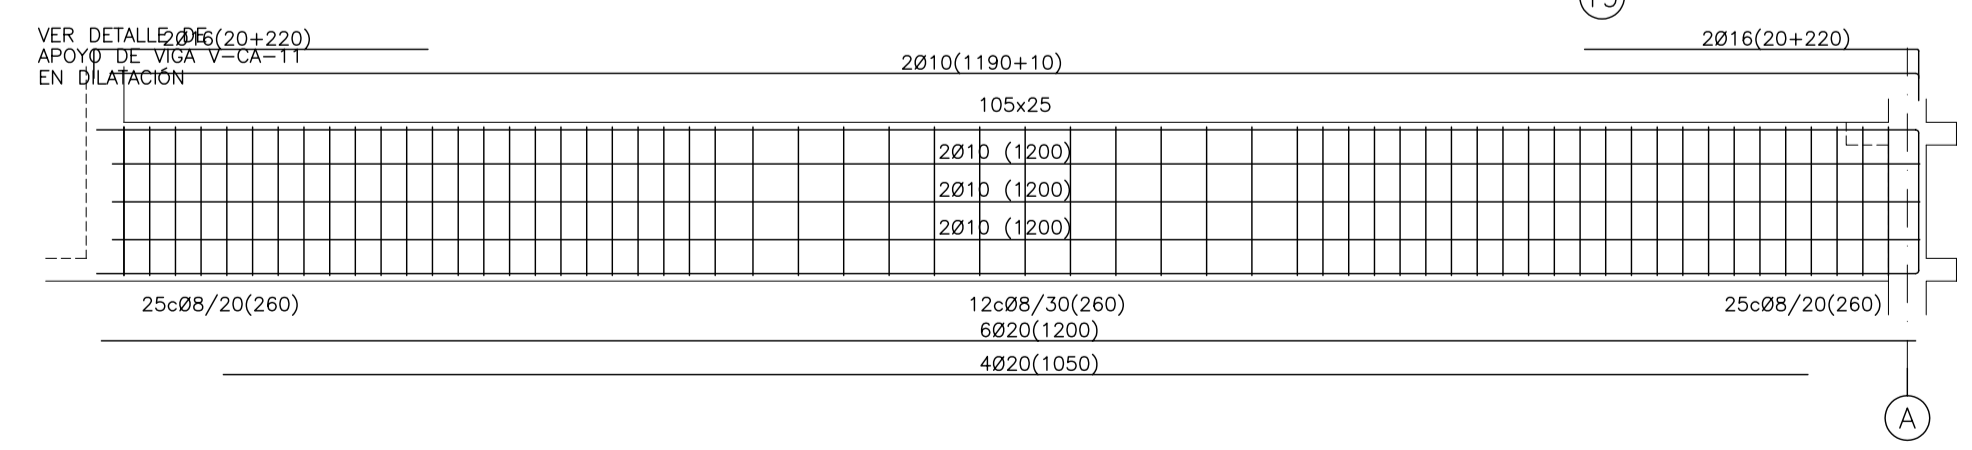 VER DETALLE DE
APOYO DE VIGA V-CA-11
EN DILATACIÓN
2Ø16(20+220)
2Ø10(1190+10)
2Ø16(20+220)
105x25
2Ø10 (1200)
2Ø10 (1200)
2Ø10 (1200)
25cØ8/20(260)
12cØ8/30(260)
25cØ8/20(260)
6Ø20(1200)
4Ø20(1050)
A